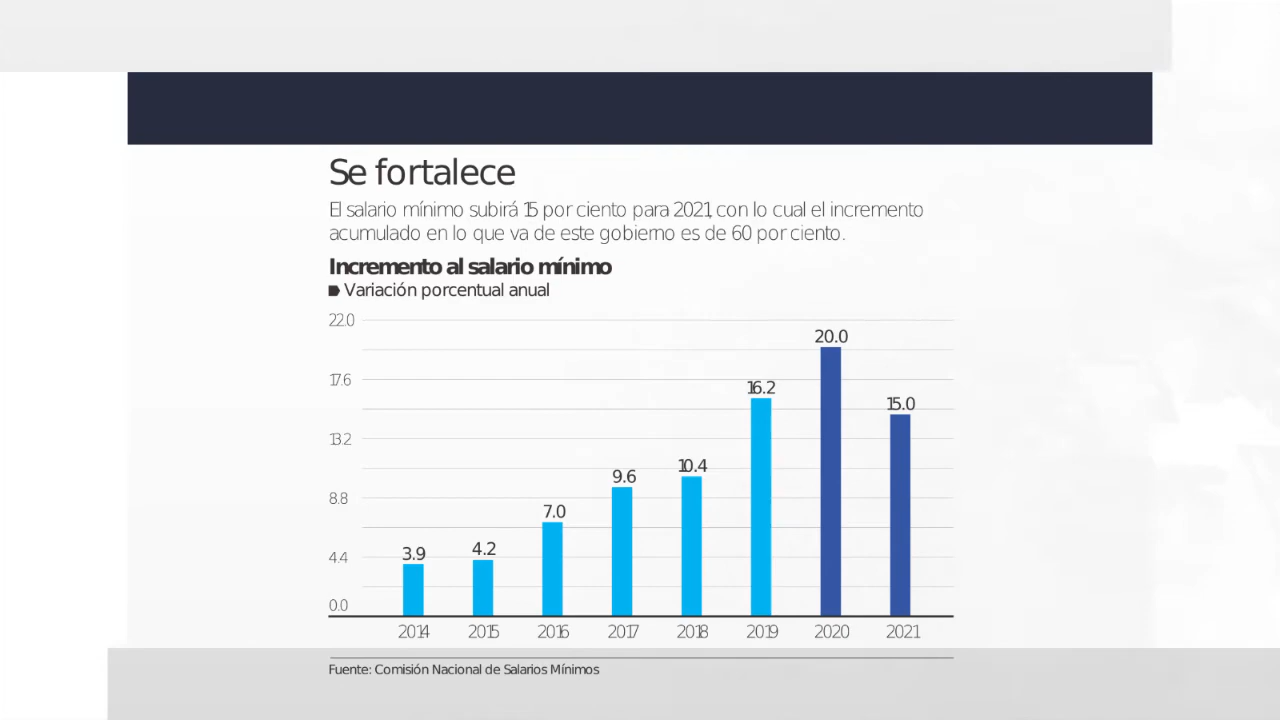 Se fortalece
El salario mínimo subirá 15 por ciento para 2021, con lo cual el incremento
acumulado en lo que va de este gobierno es de 60 por ciento.
Incremento al salario mínimo
Variación porcentual anual
22.0
20.0
17.6
16.2
15.0
13.2
10.4
9.6
8.8
7.0
4.4
3.9
4.2
0.0
2014 2015 2016 2017 2018 2019 2020 2021
Fuente: Comisión Nacional de Salarios Mínimos